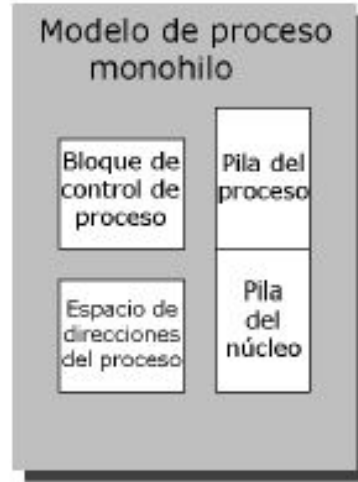 Modelo de proceso
monohilo
Bloque de
control de
proceso
Pila del
proceso
Espacio de
direcciones
del proceso
Pila
del
núcleo